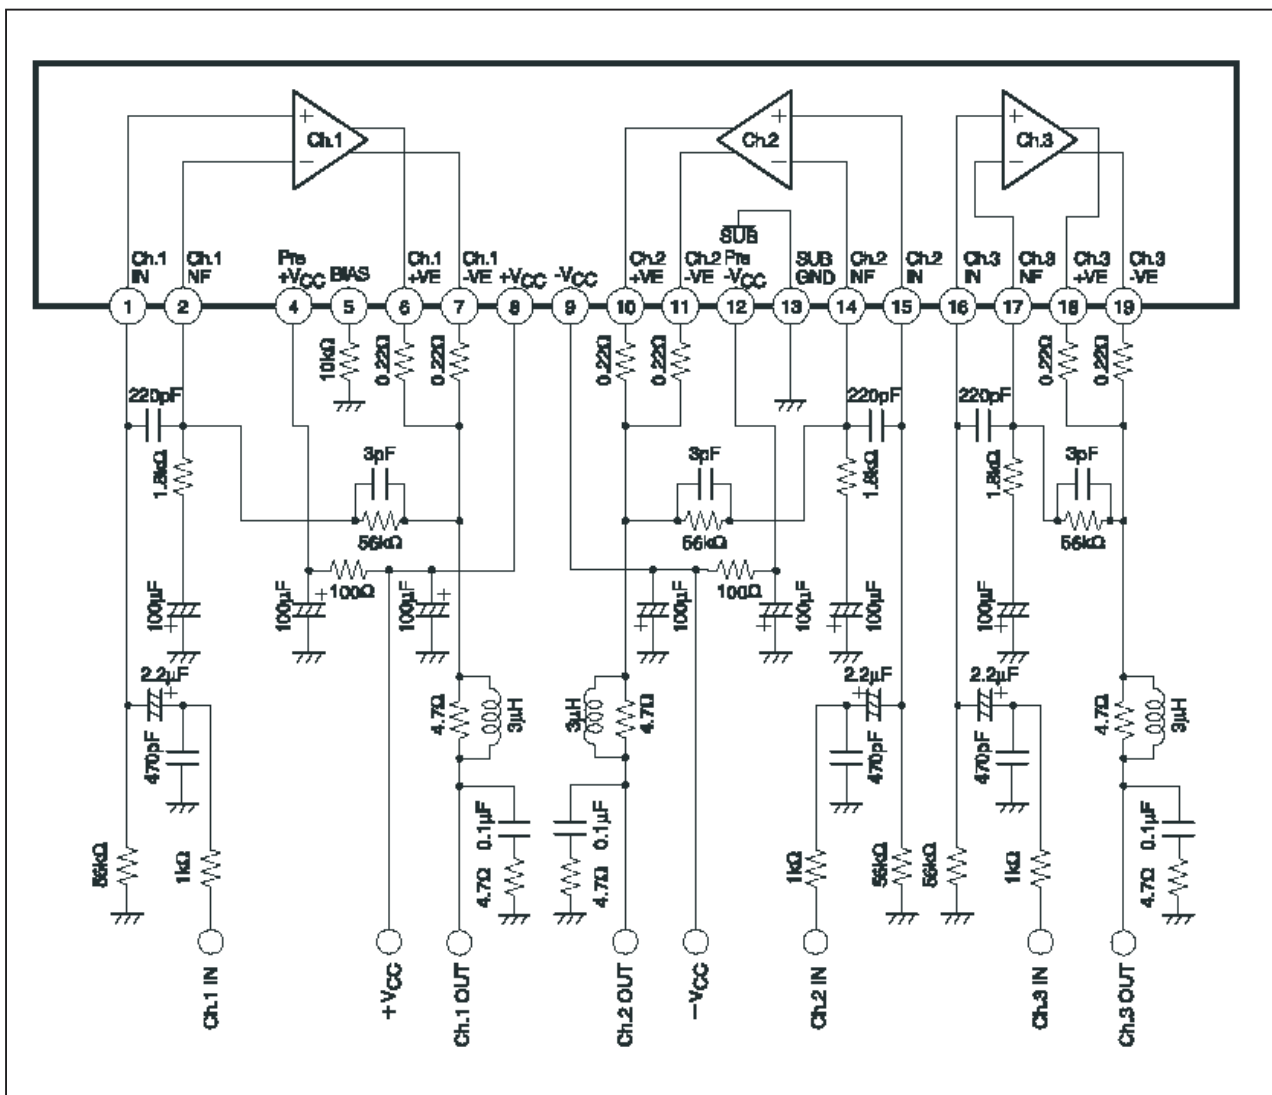 Ch.1
Ch.2
Ch.3
+
−
+
−
+
−
SUB
Ch.1 IN
Ch.1 NF
Pre +VCC
BIAS
Ch.1 +VE
Ch.1 -VE
+VCC
-VCC
Ch.2 +VE
Ch.2 -VE
Pre -VCC
SUB GND
Ch.2 NF
Ch.2 IN
Ch.3 IN
Ch.3 NF
Ch.3 +VE
Ch.3 -VE
1 2 4 5 6 7 8 9 10 11 12 13 14 15 16 17 18 19
10kΩ
0.22Ω
0.22Ω
0.22Ω
0.22Ω
0.22Ω
0.22Ω
220pF
220pF
220pF
1.8kΩ
3pF
3pF
1.8kΩ
1.8kΩ
3pF
56kΩ
56kΩ
56kΩ
100Ω
100Ω
100µF
+
100µF
+
100µF
+
100µF
+
100µF
+
100µF
+
100µF
+
2.2µF
+
2.2µF
+
2.2µF
+
4.7Ω
3µH
3µH
4.7Ω
4.7Ω
3µH
470pF
470pF
470pF
0.1µF
0.1µF
0.1µF
56kΩ
1kΩ
4.7Ω
4.7Ω
1kΩ
56kΩ
56kΩ
1kΩ
4.7Ω
Ch.1 IN
+VCC
Ch.1 OUT
Ch.2 OUT
−VCC
Ch.2 IN
Ch.3 IN
Ch.3 OUT